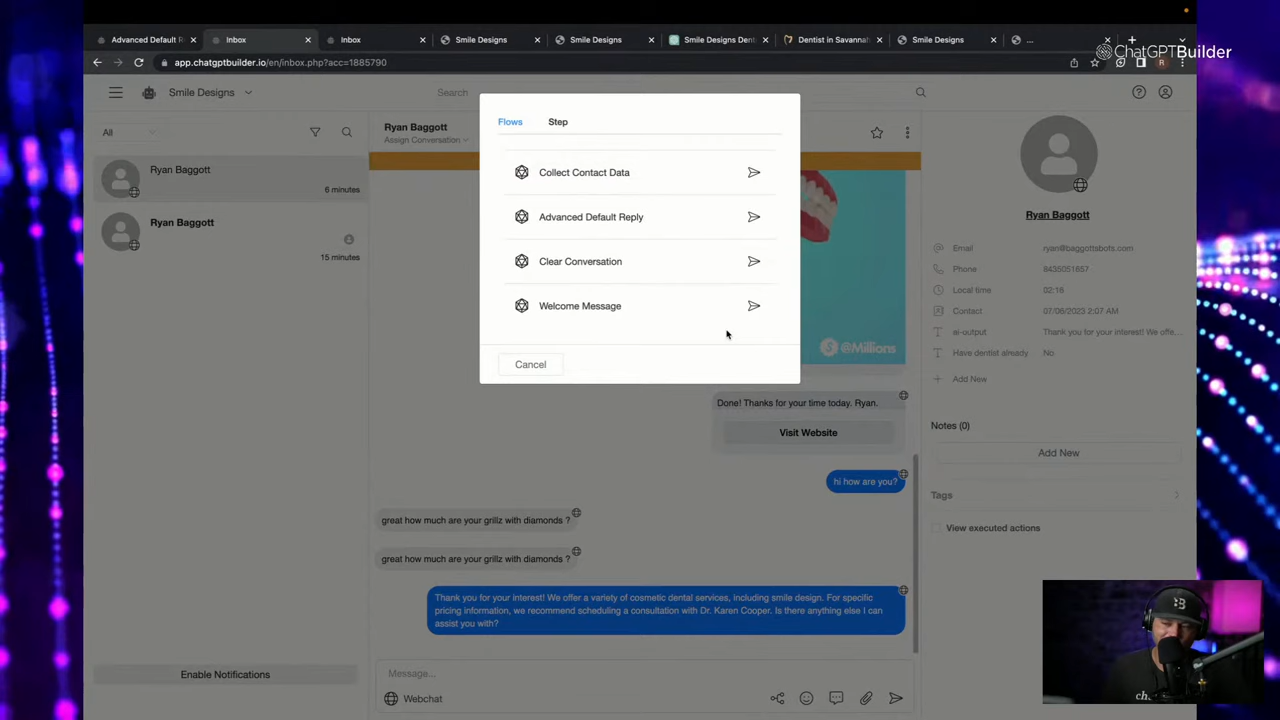 Advanced Default R
Inbox
Inbox
Smile Designs
Smile Designs
Smile Designs Den
Dentist in Savannah
Smile Designs
...
ChatGPTBuilder
app.chatgptbuilder.io/en/inbox.php?acc=1885790
R
Smile Designs
Search
All
Ryan Baggott
6 minutes
Ryan Baggott
15 minutes
Enable Notifications
Ryan Baggott
Assign Conversation
Flows
Step
Collect Contact Data
Advanced Default Reply
Clear Conversation
Welcome Message
Cancel
@Millions
Done! Thanks for your time today. Ryan.
Visit Website
hi how are you?
great how much are your grillz with diamonds ?
great how much are your grillz with diamonds ?
Thank you for your interest! We offer a variety of cosmetic dental services, including smile design. For specific
pricing information, we recommend scheduling a consultation with Dr. Karen Cooper. Is there anything else I can
assist you with?
Message...
Webchat
Ryan Baggott
Email ryan@baggottsbots.com
Phone 8435051657
Local time 02:16
Contact 07/06/2023 2:07 AM
ai-output Thank you for your interest! We offe...
Have dentist already No
Add New
Notes (0)
Add New
Tags
View executed actions